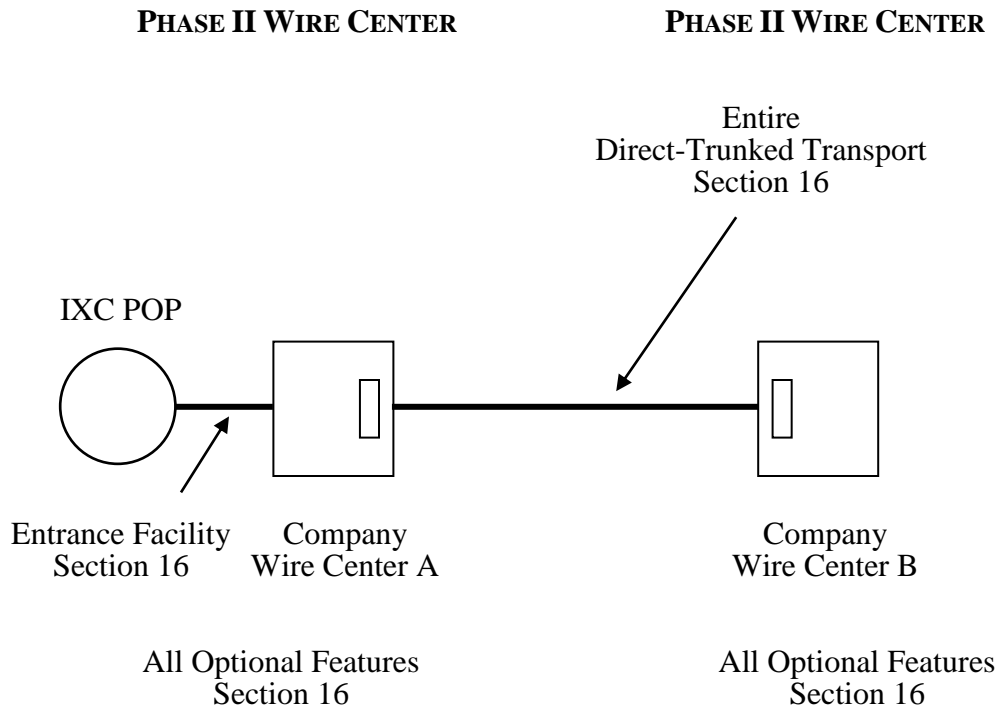 PHASE II WIRE CENTER
PHASE II WIRE CENTER
Entire
Direct-Trunked Transport
Section 16
IXC POP
Entrance Facility
Section 16
Company
Wire Center A
Company
Wire Center B
All Optional Features
Section 16
All Optional Features
Section 16